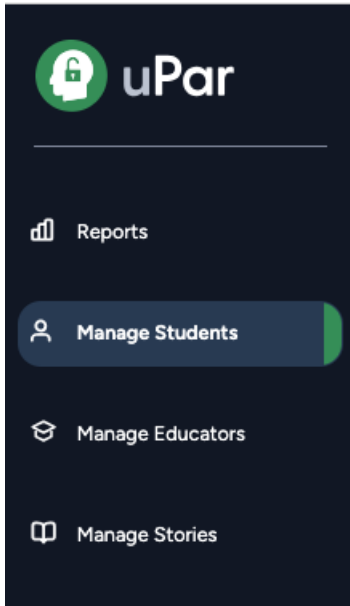 uPar
Reports
Manage Students
Manage Educators
Manage Stories